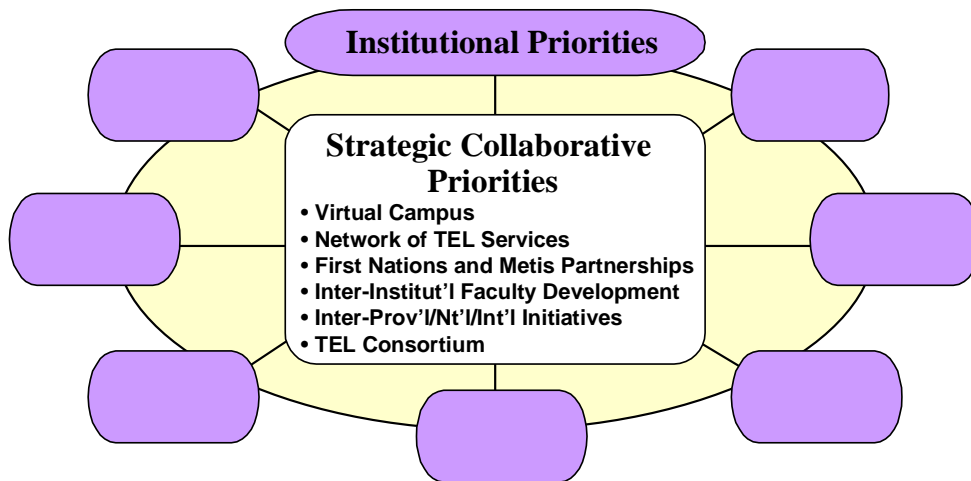 Institutional Priorities
Strategic Collaborative
Priorities
• Virtual Campus
• Network of TEL Services
• First Nations and Metis Partnerships
• Inter-Institut’l Faculty Development
• Inter-Prov’l/Nt’l/Int’l Initiatives
• TEL Consortium